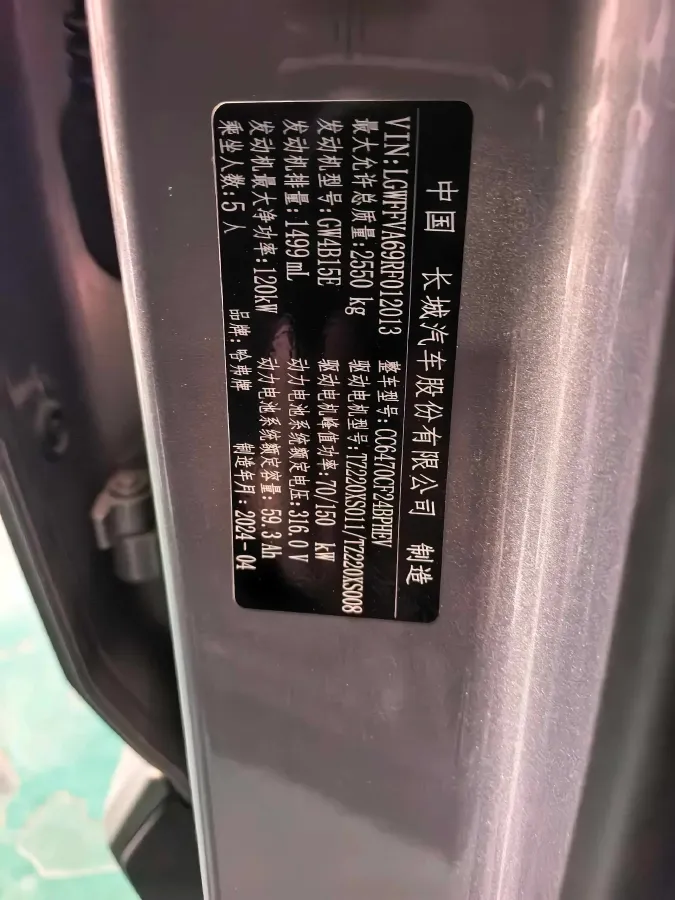 中国 长城汽车股份有限公司 制造
VIN:LGWFFVA69RF012013 整车型号:CC6470CF24BPHEV
最大允许总质量:2550 kg 驱动电机型号:TZ220XS011/TZ220XS008
发动机型号:GW4B15E 驱动电机峰值功率:70/150 kW
发动机排量:1499mL 动力电池系统额定电压:316.0 V
发动机最大净功率:120kW 动力电池系统额定容量:59.3 Ah
乘坐人数:5人 品牌:哈弗牌 制造年月:2024-04